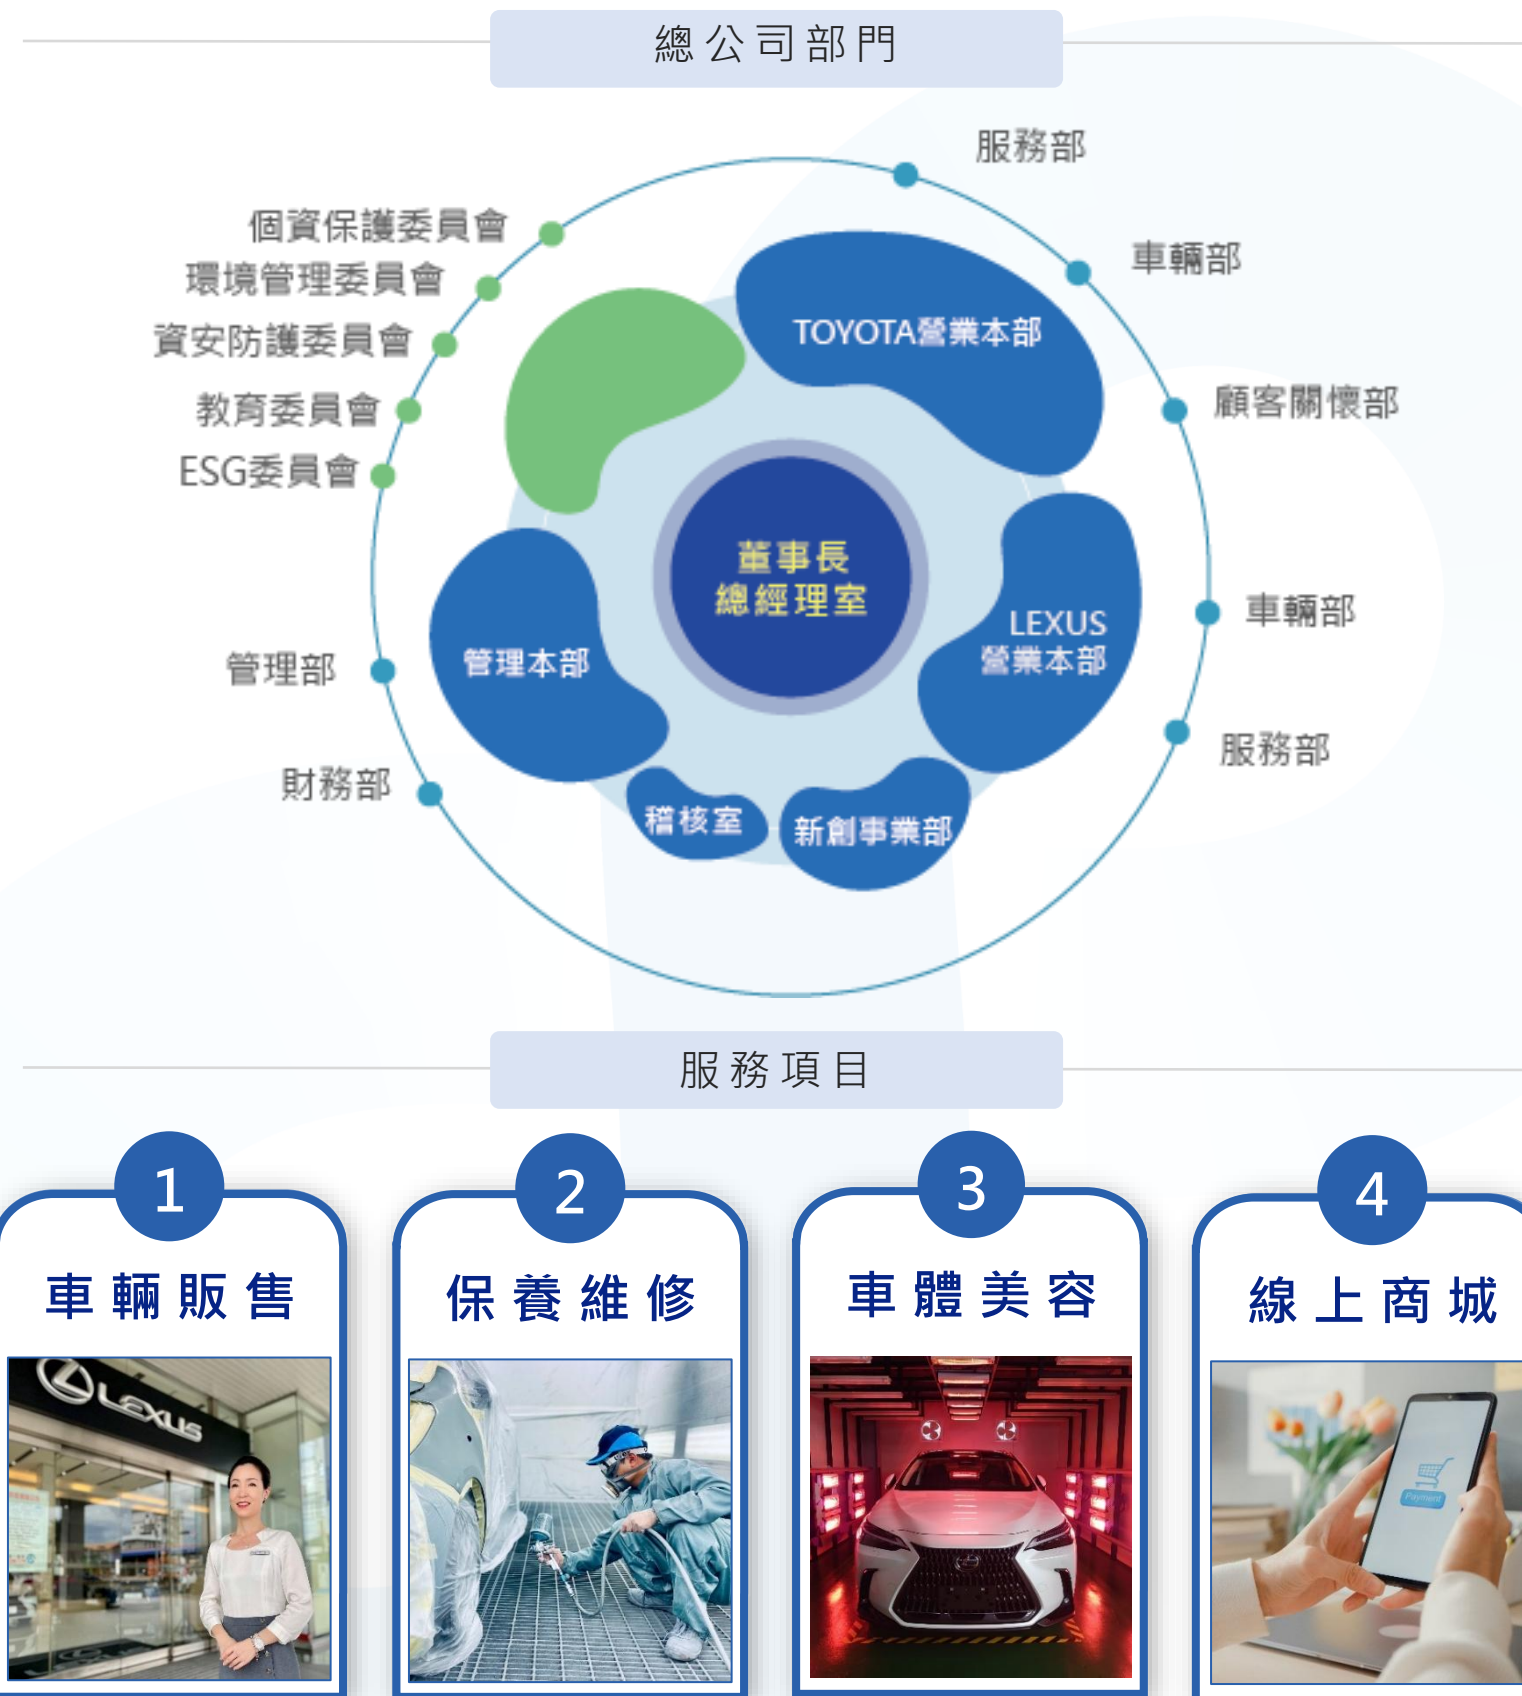 總公司部門
服務部
車輛部
顧客關懷部
車輛部
服務部
個資保護委員會
環境管理委員會
資安防護委員會
教育委員會
ESG委員會
管理部
財務部
TOYOTA營業本部
LEXUS
營業本部
新創事業部
稽核室
管理本部
董事長
總經理室
服務項目
1
車輛販售
LEXUS
2
保養維修
3
車體美容
4
線上商城
Payment